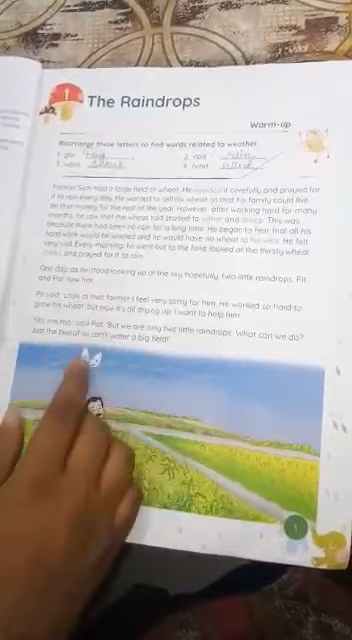 1 The Raindrops
Warm-up
Rearrange these letters to find words related to weather.
2. nair rain
4. wind
Farmer Seth had a large field of wheat. He watched it carefully and prayed for
it to rain every day. He wanted to sell his wheat so that his family could live
on that money for the rest of the year. However, after working hard for many
months, he saw that the wheat had started to wither and droop. This was
because there had been no rain for a long time. He began to fear that all his
hard work would be wasted and he would have no wheat to harvest. He felt
very sad. Every morning, he went out to the field, looked at the thirsty wheat
and prayed for it to rain.
One day, as he stood looking up at the sky hopefully, two little raindrops, Pit
and Pat saw him.
Pit said, 'Look at that farmer. I feel very sorry for him. He worked so hard to
grow his wheat, but now it's all drying up. I want to help him.'
'Yes, me too,' said Pat. 'But we are only two little raindrops. What can we do?
Just the two of us can't water a big field!'
1